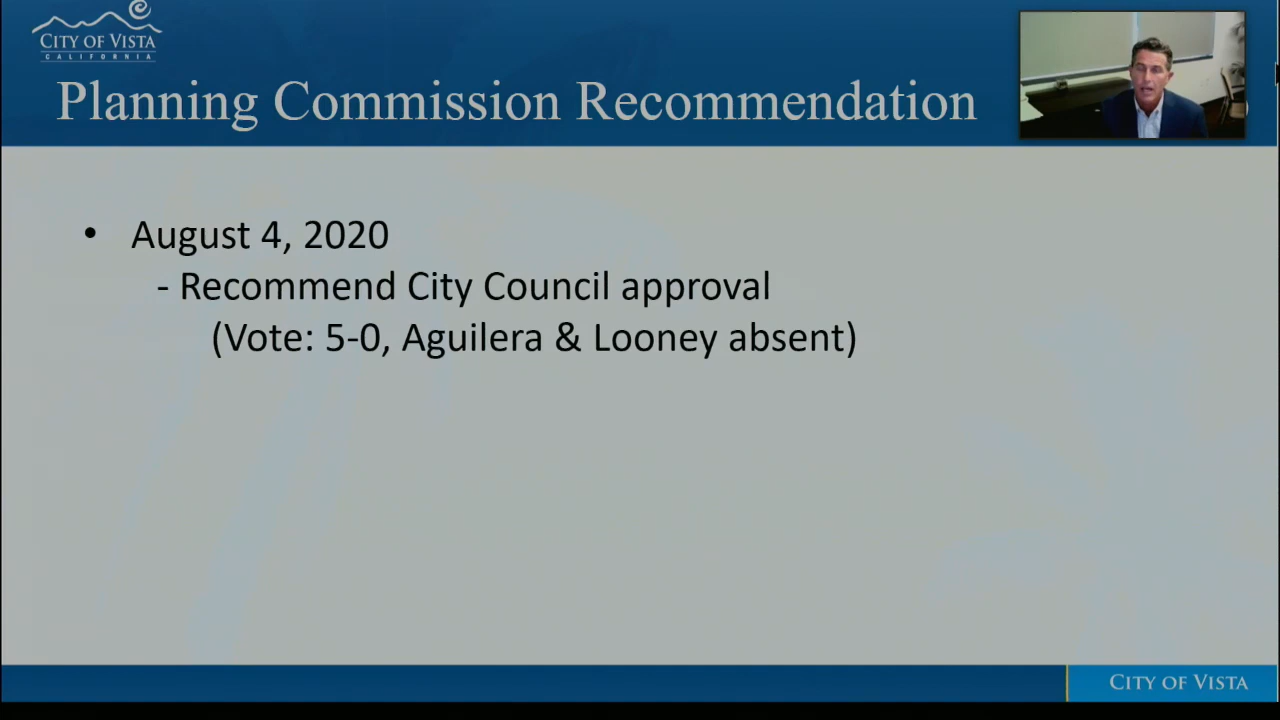 CITY OF VISTA
CALIFORNIA
Planning Commission Recommendation
• August 4, 2020
- Recommend City Council approval
(Vote: 5-0, Aguilera & Looney absent)
CITY OF VISTA